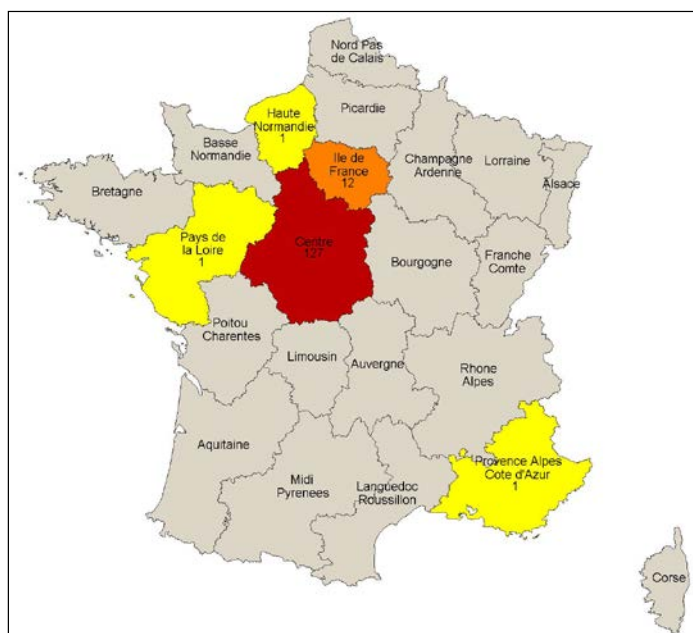 Nord Pas
de Calais
Haute
Normandie
1
Picardie
Basse
Normandie
Ile de
France
12
Champagne
Ardenne
Lorraine
Alsace
Bretagne
Pays de
la Loire
1
Centre
127
Bourgogne
Franche
Comte
Poitou
Charentes
Limousin
Auvergne
Rhone
Alpes
Aquitaine
Midi
Pyrenees
Languedoc
Roussillon
Provence Alpes
Cote d'Azur
1
Corse